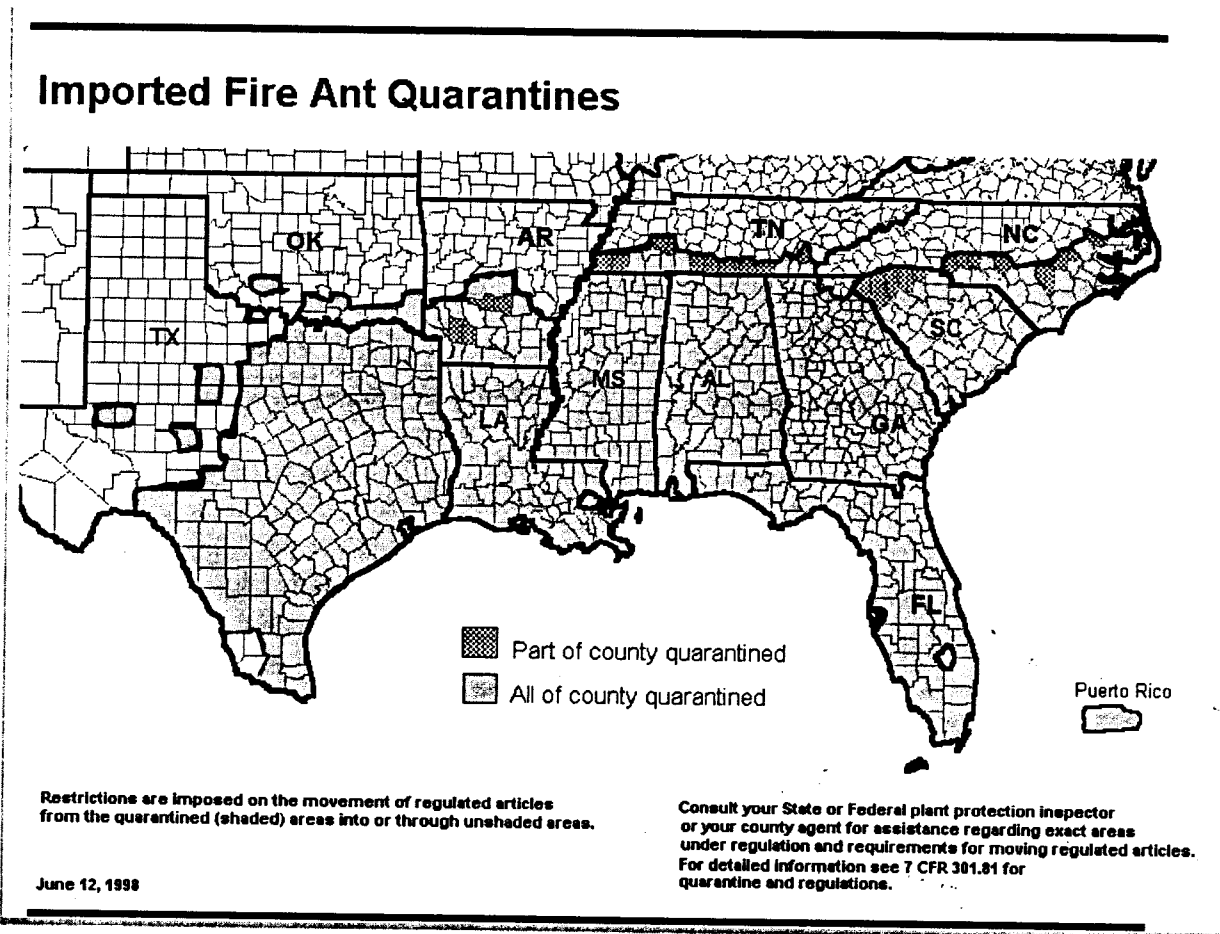 Imported Fire Ant Quarantines
OK
AR
TN
NC
TX
SC
MS
AL
LA
GA
FL
Part of county quarantined
All of county quarantined
Puerto Rico
Restrictions are imposed on the movement of regulated articles
from the quarantined (shaded) areas into or through unshaded areas.
Consult your State or Federal plant protection inspector
or your county agent for assistance regarding exact areas
under regulation and requirements for moving regulated articles.
For detailed information see 7 CFR 301.81 for
quarantine and regulations.
June 12, 1998